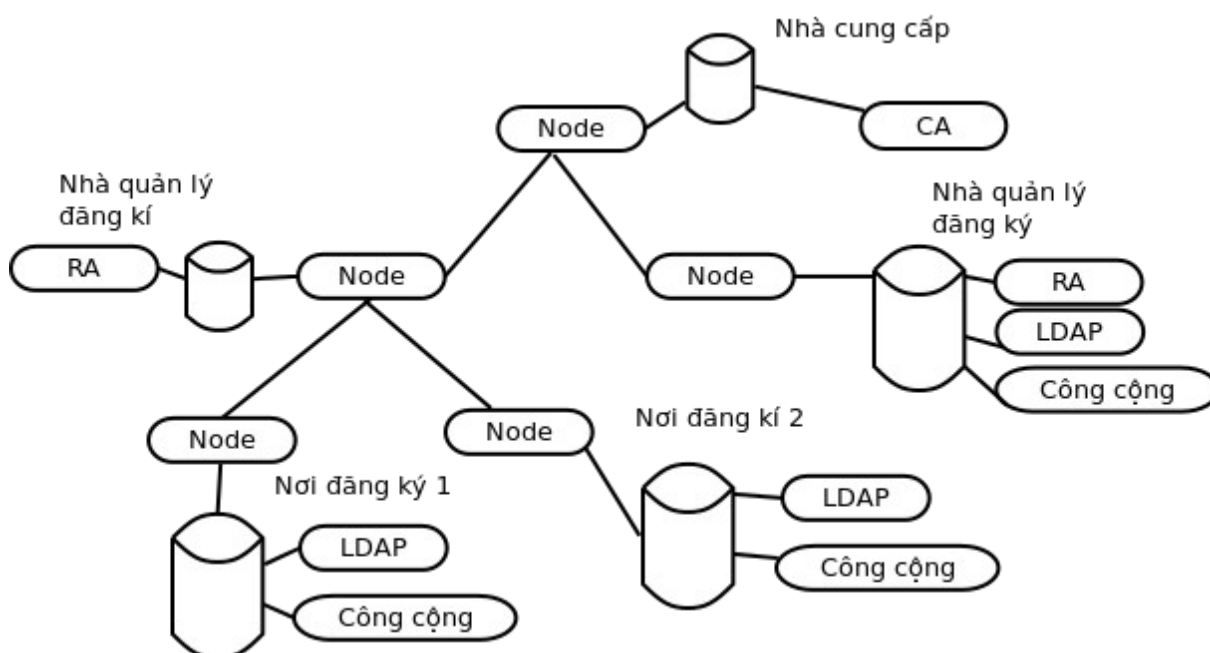 Nhà cung cấp
Node
CA
Nhà quản lý
đăng kí
RA
Node
Node
Nhà quản lý
đăng ký
RA
LDAP
Công cộng
Node
Node
Nơi đăng kí 2
LDAP
Công cộng
Nơi đăng ký 1
LDAP
Công cộng